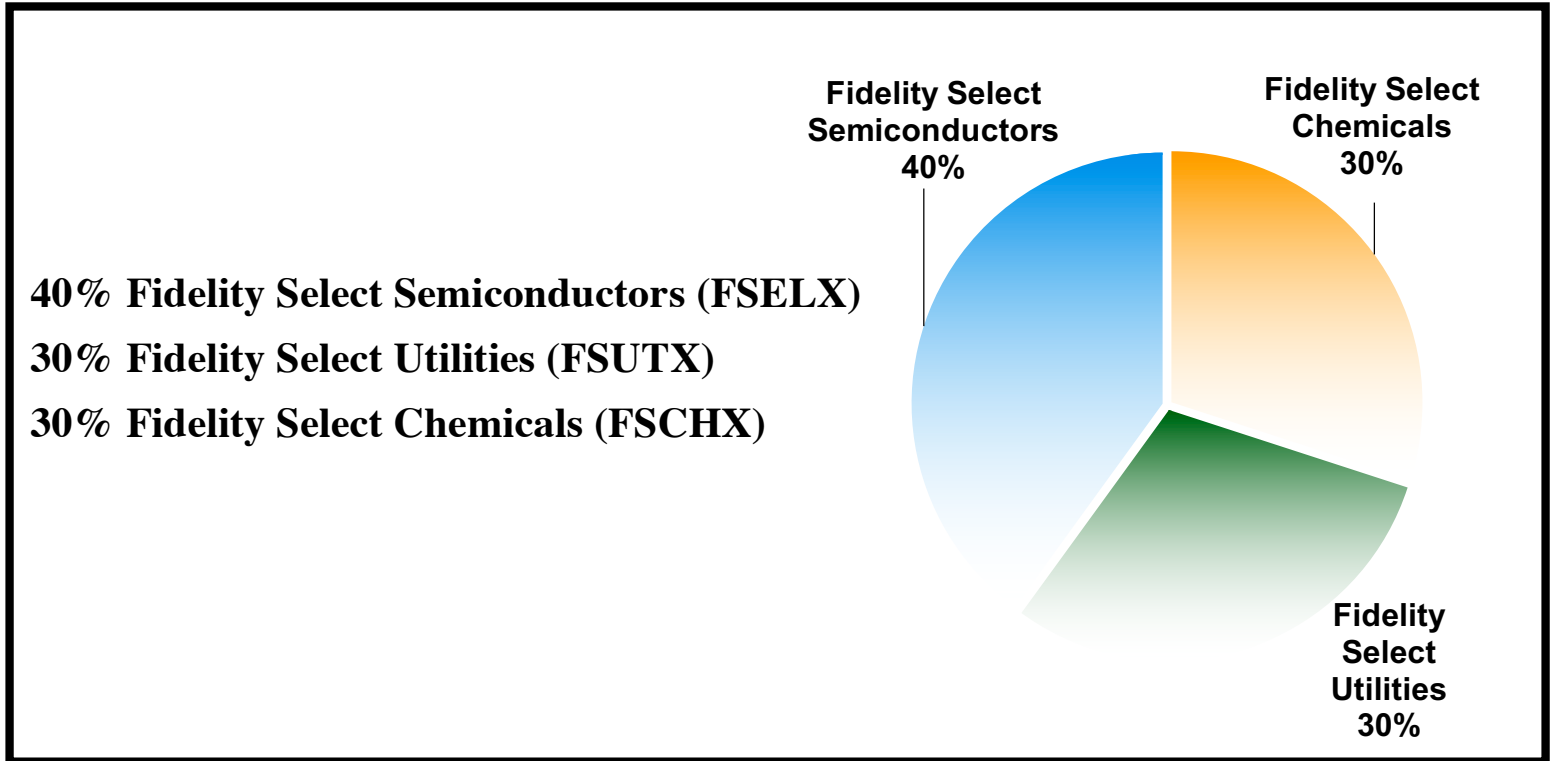 40% Fidelity Select Semiconductors (FSELX)
30% Fidelity Select Utilities (FSUTX)
30% Fidelity Select Chemicals (FSCHX)
Fidelity Select
Semiconductors
40%
Fidelity Select
Chemicals
30%
Fidelity
Select
Utilities
30%